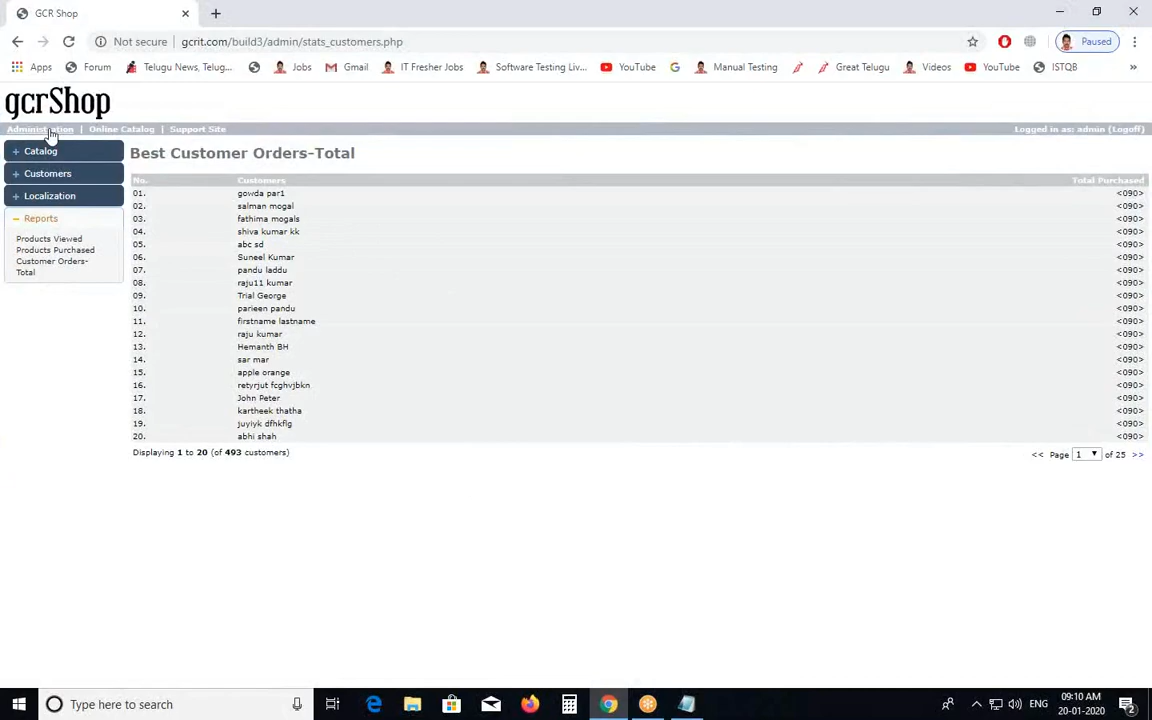 GCR Shop
Not secure gcrit.com/build3/admin/stats_customers.php Paused
Apps Forum Telugu News, Telug... Jobs Gmail IT Fresher Jobs Software Testing Liv... YouTube Manual Testing Great Telugu Videos YouTube ISTQB »
gcrShop
Administration | Online Catalog | Support Site Logged in as: admin (Logoff)
+ Catalog
+ Customers
+ Localization
− Reports
Products Viewed
Products Purchased
Customer Orders-
Total
Best Customer Orders-Total
No. Customers Total Purchased
01. gowda par1 <090>
02. salman mogal <090>
03. fathima mogals <090>
04. shiva kumar kk <090>
05. abc sd <090>
06. Suneel Kumar <090>
07. pandu laddu <090>
08. raju11 kumar <090>
09. Trial George <090>
10. parieen pandu <090>
11. firstname lastname <090>
12. raju kumar <090>
13. Hemanth BH <090>
14. sar mar <090>
15. apple orange <090>
16. retyrjut fcghvjbkn <090>
17. John Peter <090>
18. kartheek thatha <090>
19. juyiyk dfhkflg <090>
20. abhi shah <090>
Displaying 1 to 20 (of 493 customers) << Page 1 of 25 >>
Type here to search ENG 09:10 AM
20-01-2020 2